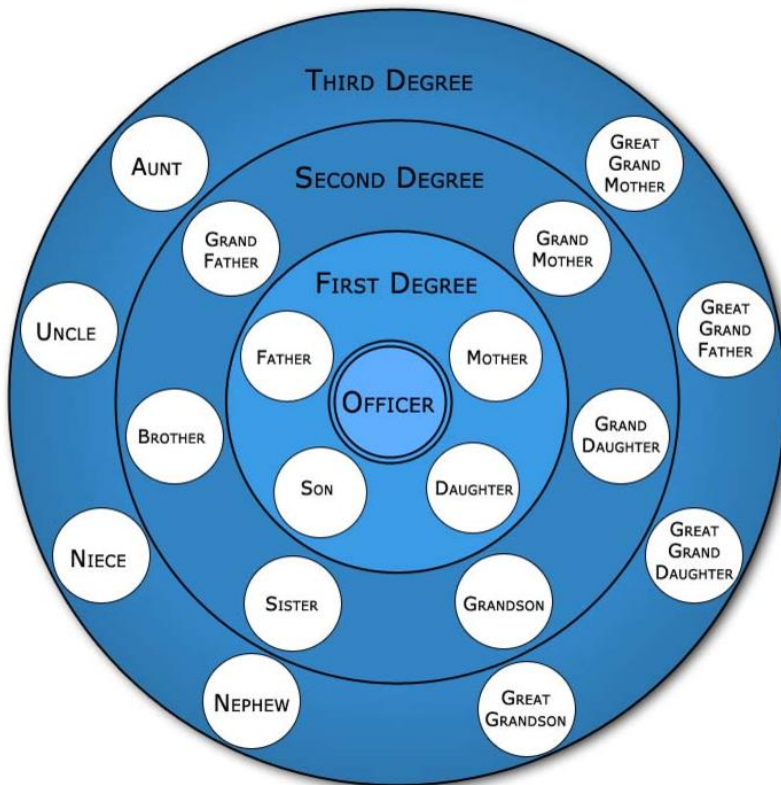 THIRD DEGREE
AUNT
GREAT
GRAND
MOTHER
SECOND DEGREE
GRAND
FATHER
GRAND
MOTHER
FIRST DEGREE
UNCLE
GREAT
GRAND
FATHER
FATHER
MOTHER
OFFICER
BROTHER
GRAND
DAUGHTER
SON
DAUGHTER
NIECE
GREAT
GRAND
DAUGHTER
SISTER
GRANDSON
NEPHEW
GREAT
GRANDSON